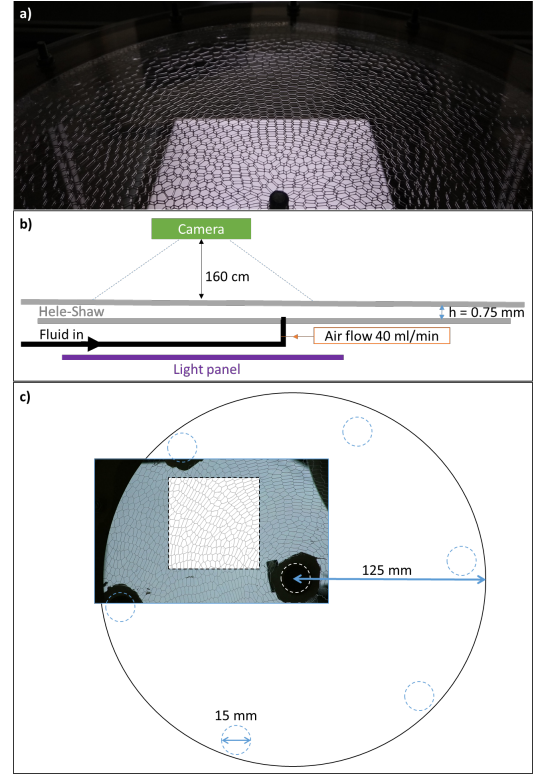 a)
b)
Camera
160 cm
Hele-Shaw
h = 0.75 mm
Fluid in
Air flow 40 ml/min
Light panel
c)
125 mm
15 mm